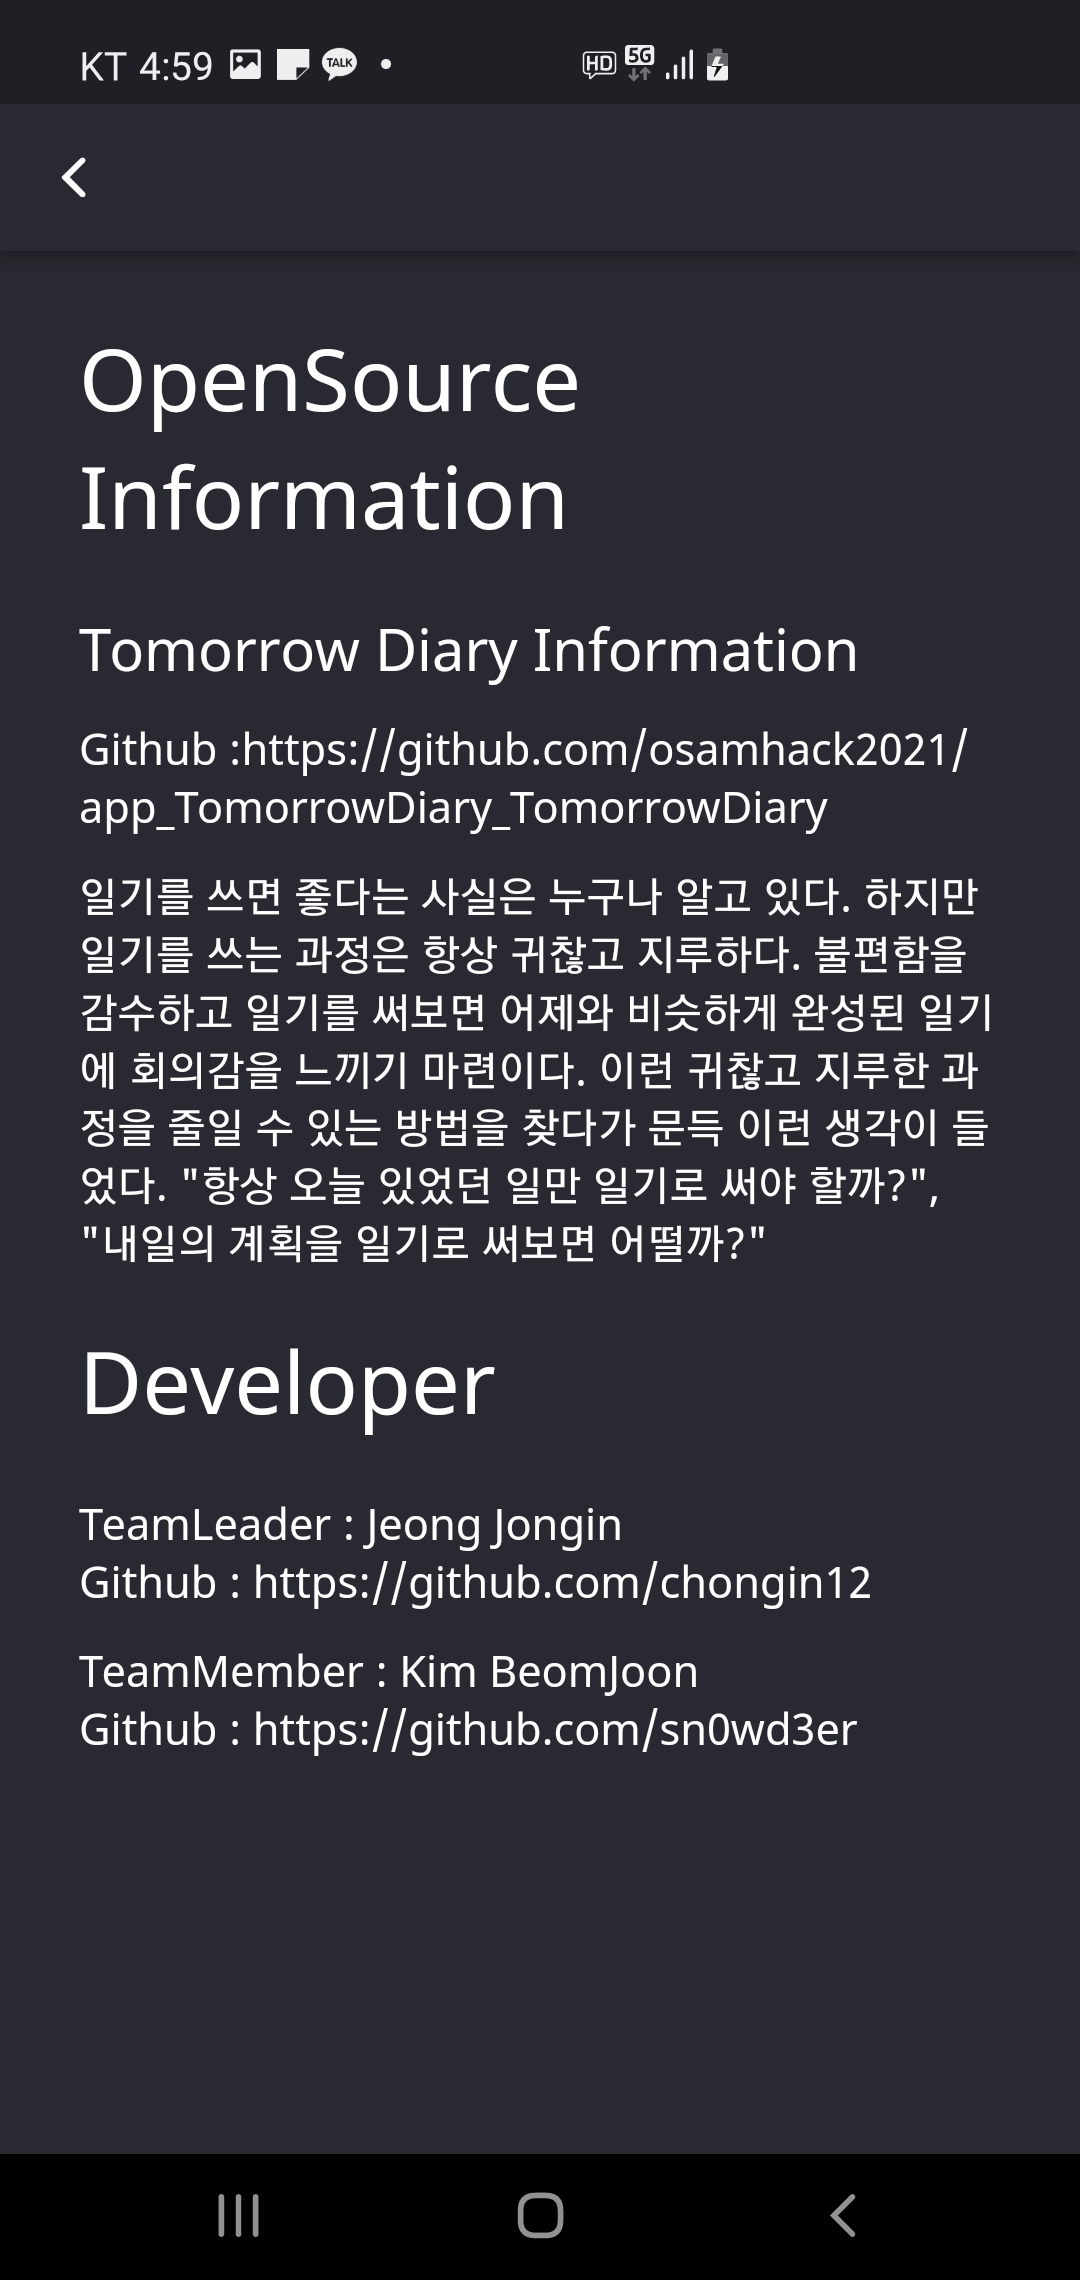 KT 4:59 TALK HD 5G
OpenSource
Information
Tomorrow Diary Information
Github :https://github.com/osamhack2021/
app_TomorrowDiary_TomorrowDiary
일기를 쓰면 좋다는 사실은 누구나 알고 있다. 하지만
일기를 쓰는 과정은 항상 귀찮고 지루하다. 불편함을
감수하고 일기를 써보면 어제와 비슷하게 완성된 일기
에 회의감을 느끼기 마련이다. 이런 귀찮고 지루한 과
정을 줄일 수 있는 방법을 찾다가 문득 이런 생각이 들
었다. "항상 오늘 있었던 일만 일기로 써야 할까?",
"내일의 계획을 일기로 써보면 어떨까?"
Developer
TeamLeader : Jeong Jongin
Github : https://github.com/chongin12
TeamMember : Kim BeomJoon
Github : https://github.com/sn0wd3er